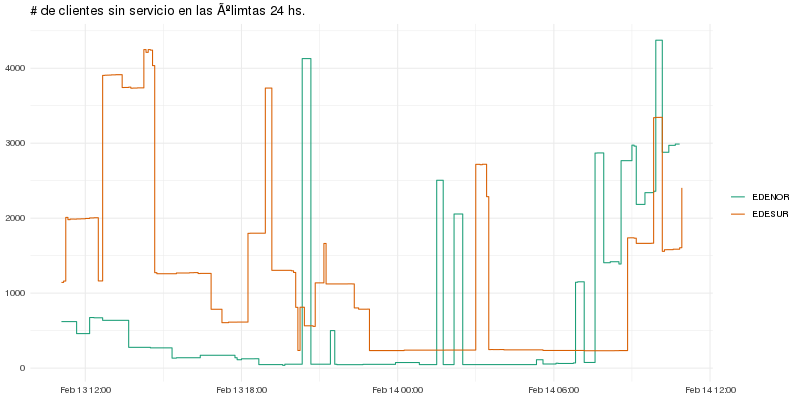 # de clientes sin servicio en las Ãºlimtas 24 hs.
4000
3000
2000
1000
0
Feb 13 12:00
Feb 13 18:00
Feb 14 00:00
Feb 14 06:00
Feb 14 12:00
EDENOR
EDESUR